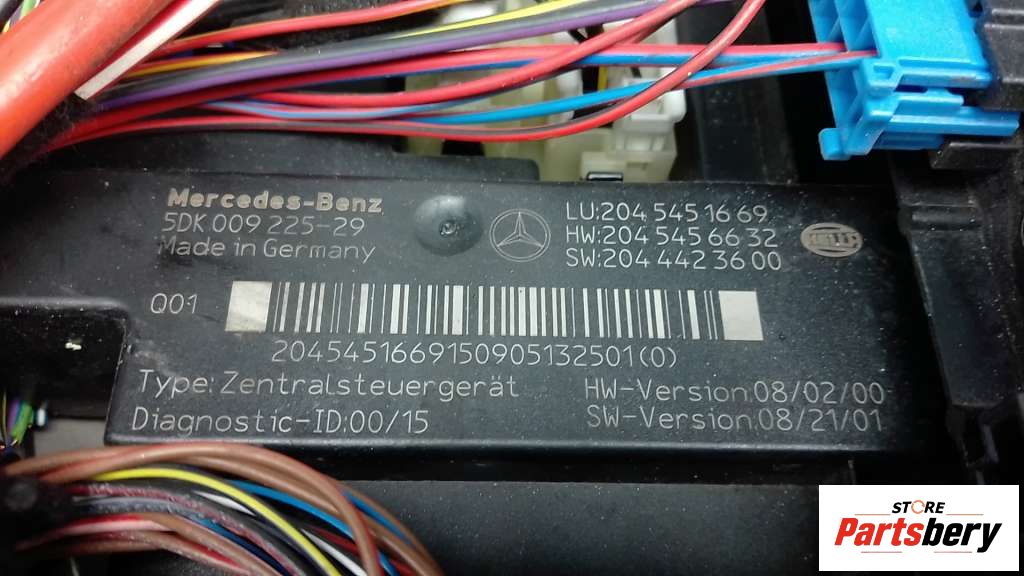 Mercedes-Benz
5DK 009 225-29
Made in Germany
LU:204 545 16 69
HW:204 545 66 32
SW:204 442 36 00
HELLA
Q01
2045451669150905132501(0)
Type: Zentralsteuergerät
Diagnostic-ID:00/15
HW-Version:08/02/00
SW-Version:08/21/01
STORE
Partsbery